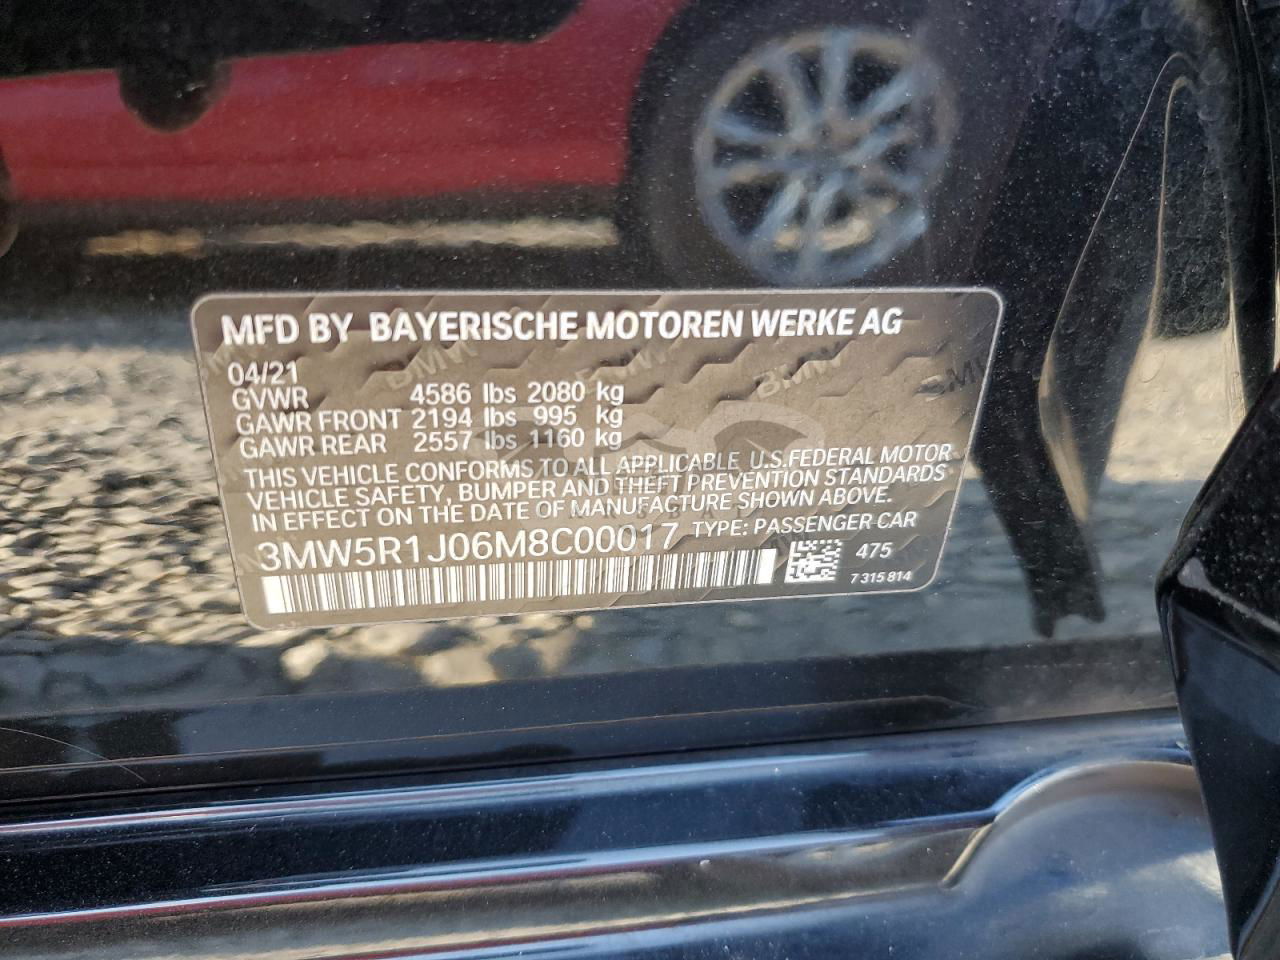 MFD BY BAYERISCHE MOTOREN WERKE AG
04/21
GVWR 4586 lbs 2080 kg
GAWR FRONT 2194 lbs 995 kg
GAWR REAR 2557 lbs 1160 kg
THIS VEHICLE CONFORMS TO ALL APPLICABLE U.S.FEDERAL MOTOR
VEHICLE SAFETY, BUMPER AND THEFT PREVENTION STANDARDS
IN EFFECT ON THE DATE OF MANUFACTURE SHOWN ABOVE.
3MW5R1J06M8C00017 TYPE: PASSENGER CAR
475
7 315 814